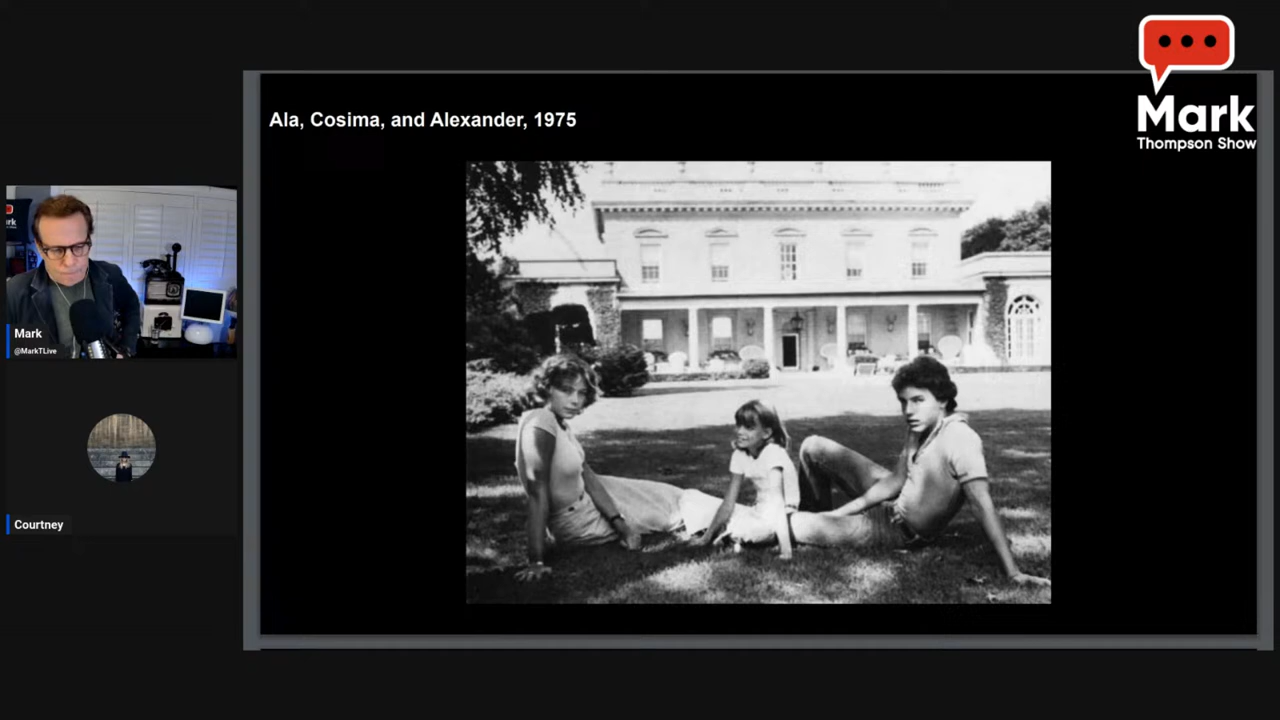 Ala, Cosima, and Alexander, 1975
Mark
Thompson Show
Mark
@MarkTLive
Courtney